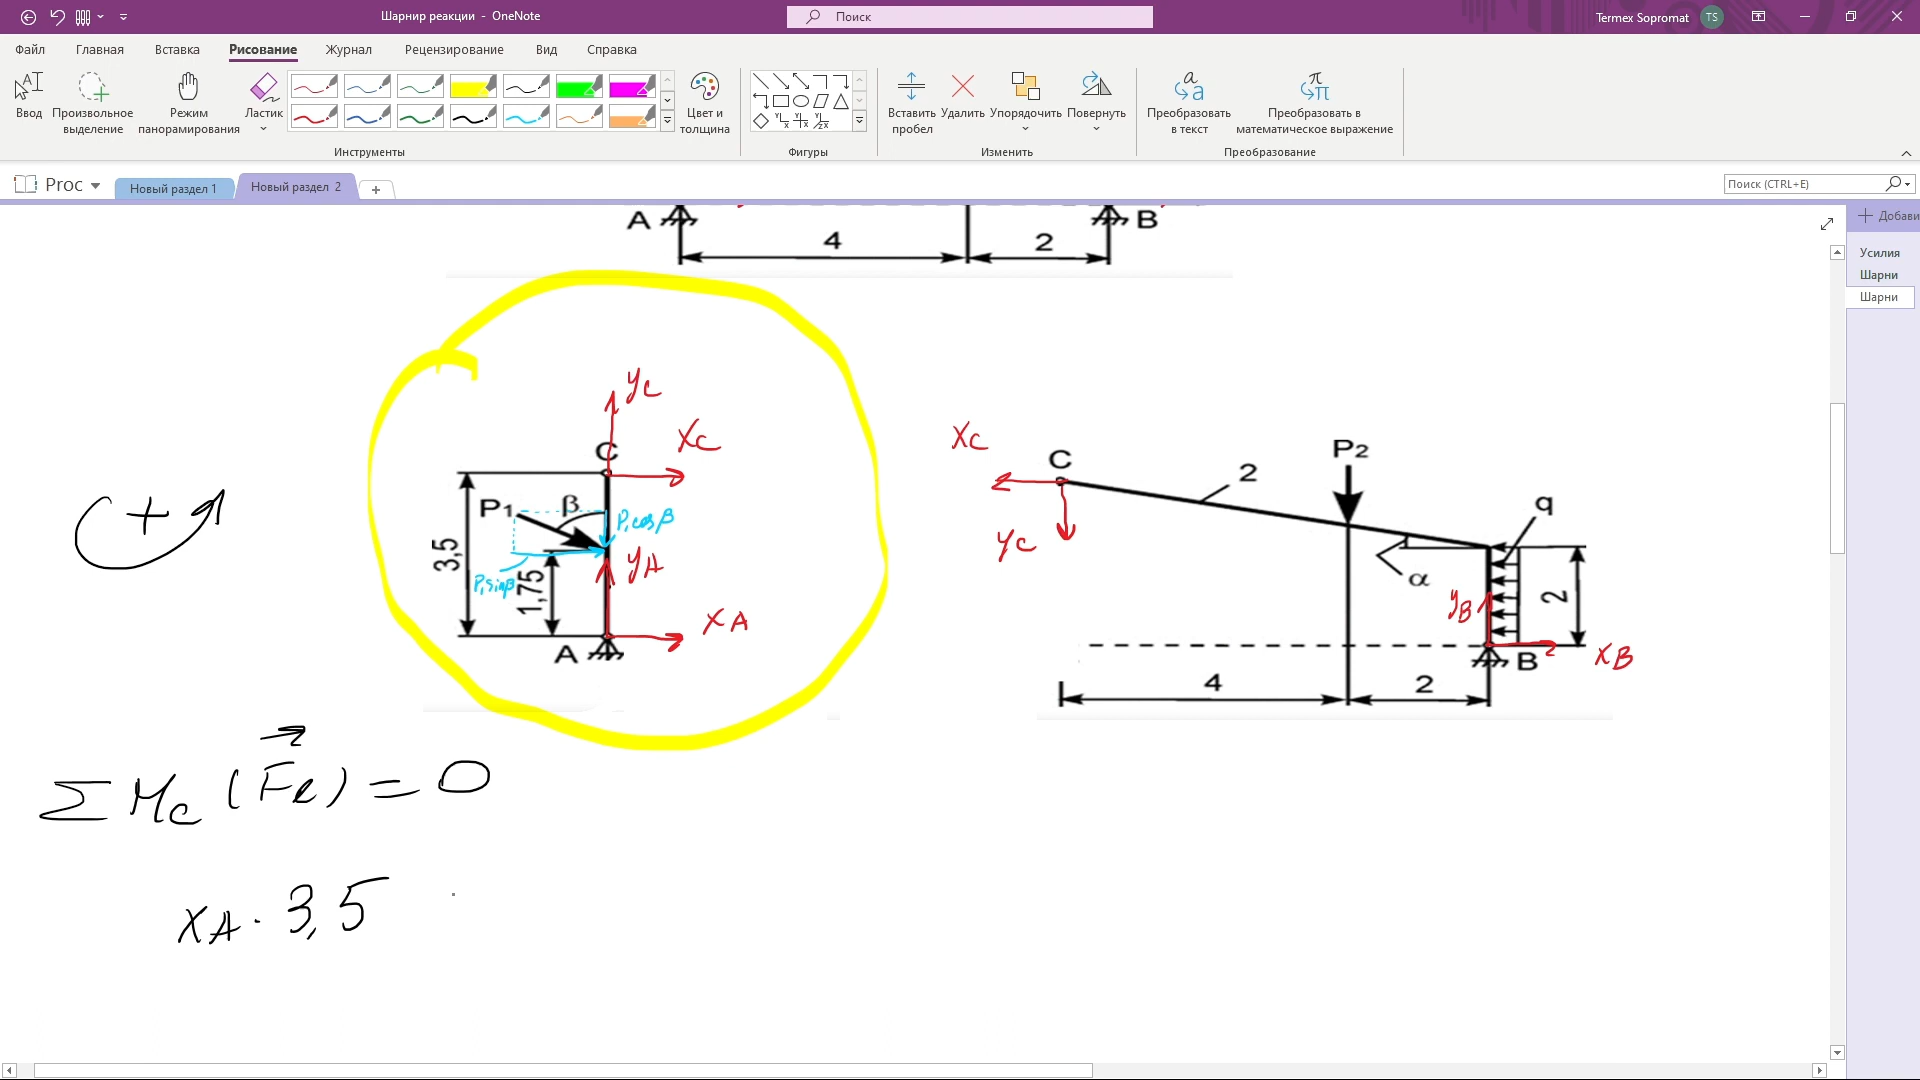 Шарнир реакции - OneNote
Поиск
Termex Sopromat
TS
Файл
Главная
Вставка
Рисование
Журнал
Рецензирование
Вид
Справка
Ввод
Произвольное выделение
Режим панорамирования
Ластик
Цвет и толщина
Вставить пробел
Удалить
Упорядочить
Повернуть
Преобразовать в текст
Преобразовать в математическое выражение
Инструменты
Фигуры
Изменить
Преобразование
Proc
Новый раздел 1
Новый раздел 2
Поиск (CTRL+E)
Добави
Усилия
Шарни
Шарни
A
4
2
B
yC
XC
C
P1
β
P1cosβ
3,5
yA
P1sinβ
1,75
XA
A
+
XC
C
2
P2
q
yC
α
2
yB
B
XB
4
2
ΣMC(Fe)=0
XA·3,5